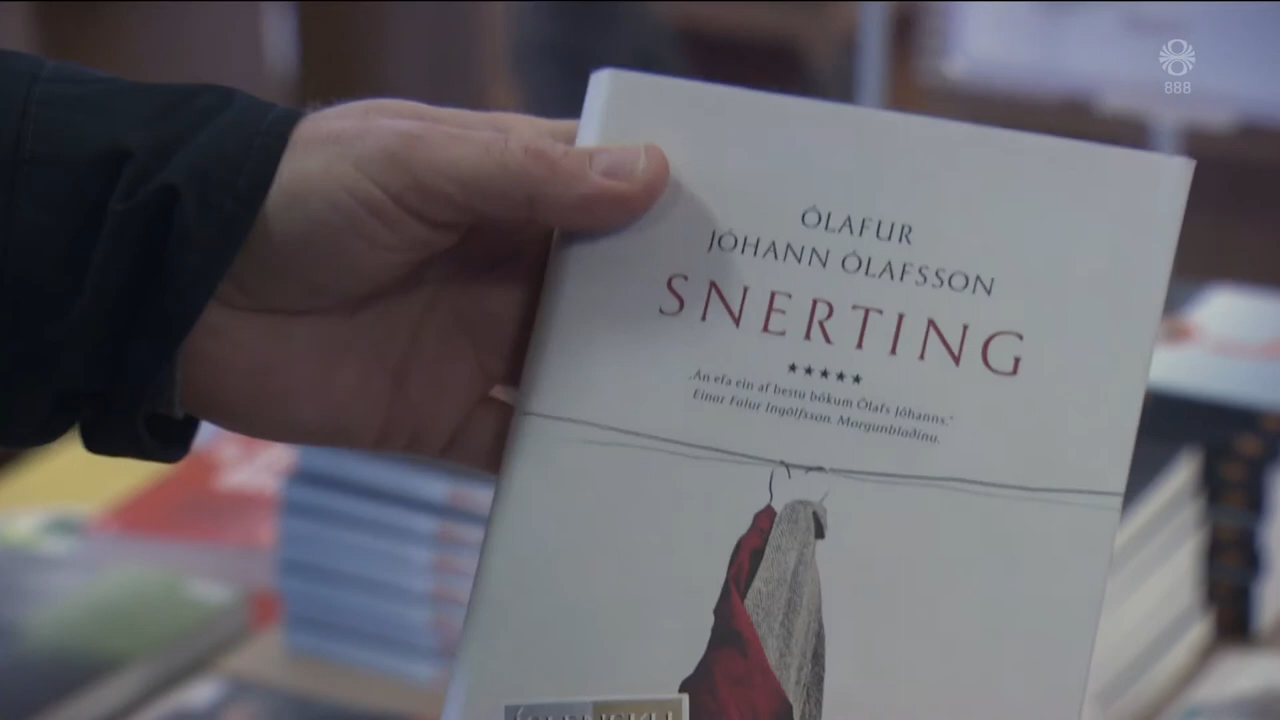 888
ÓLAFUR
JÓHANN ÓLAFSSON
SNERTING
„Án efa ein af bestu bókum Ólafs Jóhanns.“
Einar Falur Ingólfsson. Morgunblaðinu.